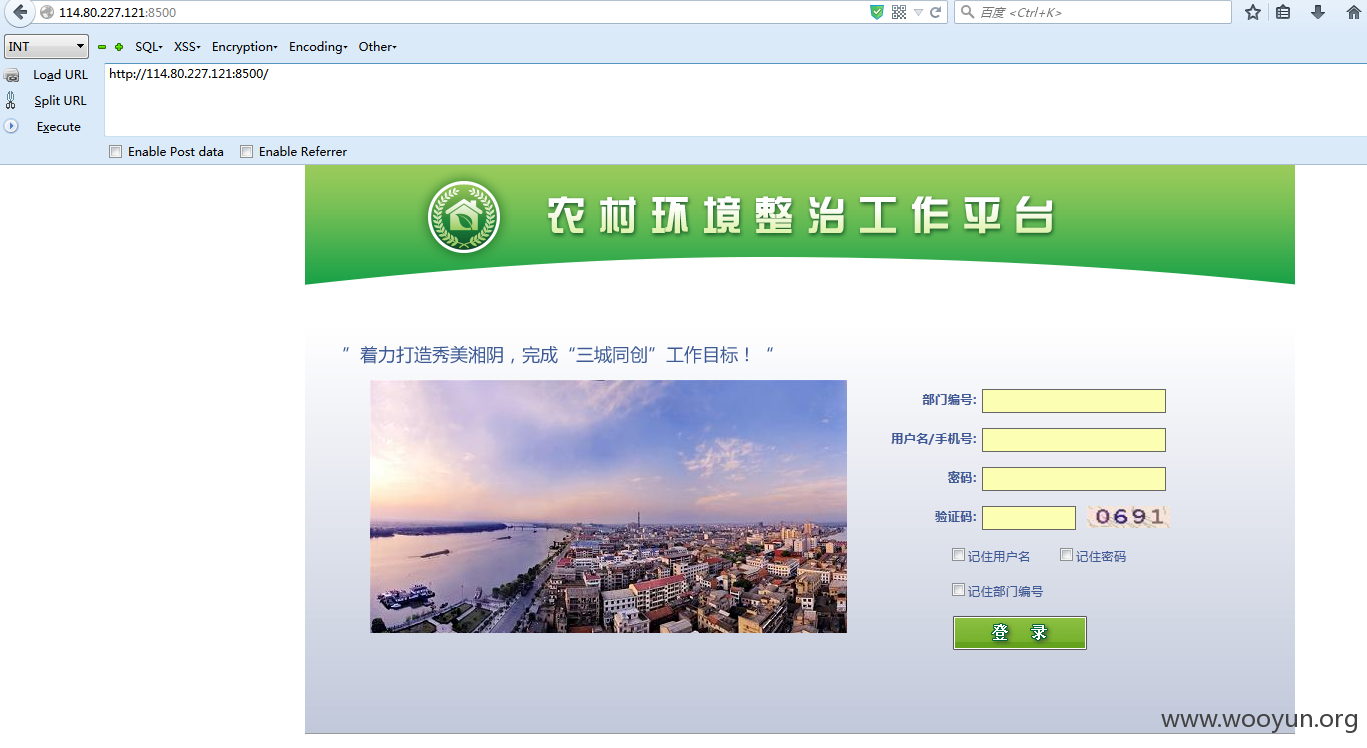 114.80.227.121:8500
百度 <Ctrl+K>
INT
SQL
XSS
Encryption
Encoding
Other
Load URL
http://114.80.227.121:8500/
Split URL
Execute
Enable Post data
Enable Referrer
农村环境整治工作平台
”着力打造秀美湘阴，完成“三城同创”工作目标！“
部门编号:
用户名/手机号:
密码:
验证码:
0691
记住用户名
记住密码
记住部门编号
登 录
www.wooyun.org